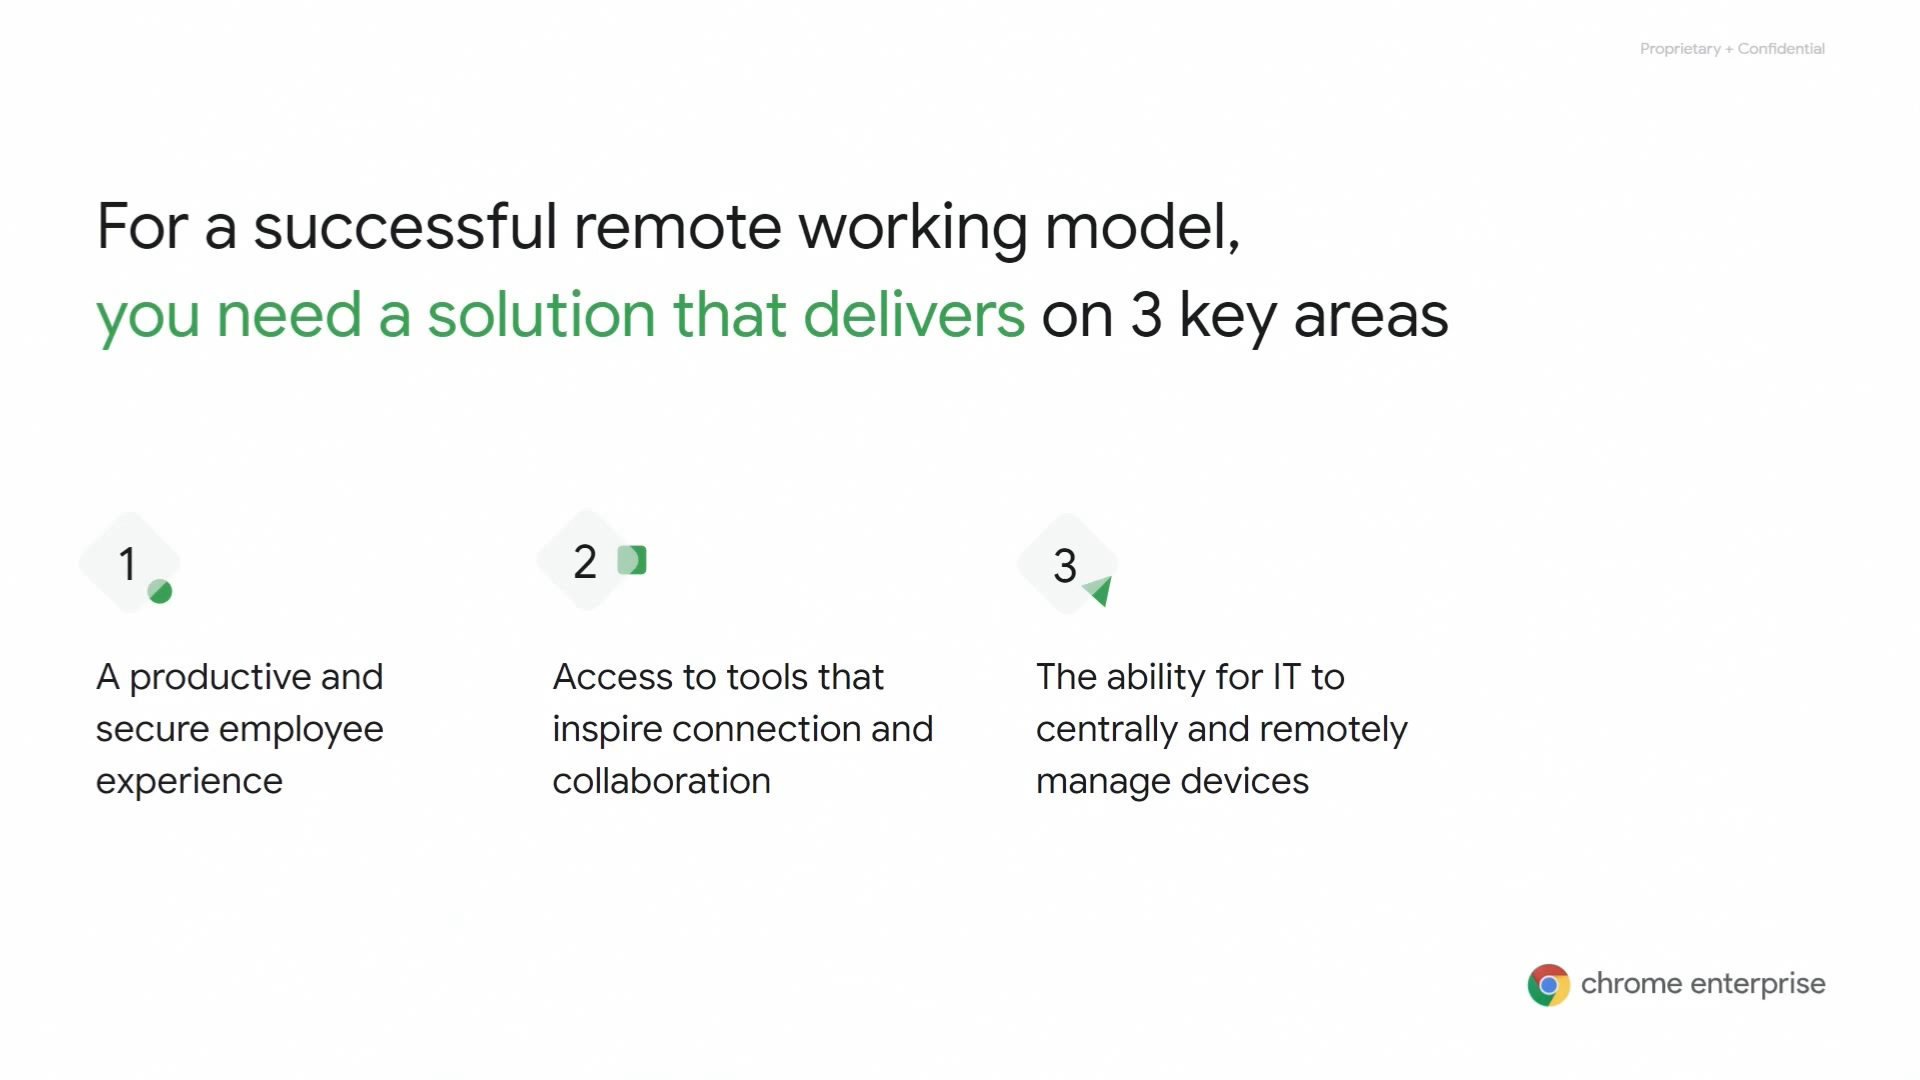 Proprietary + Confidential
For a successful remote working model,
you need a solution that delivers on 3 key areas
1
A productive and
secure employee
experience
2
Access to tools that
inspire connection and
collaboration
3
The ability for IT to
centrally and remotely
manage devices
chrome enterprise